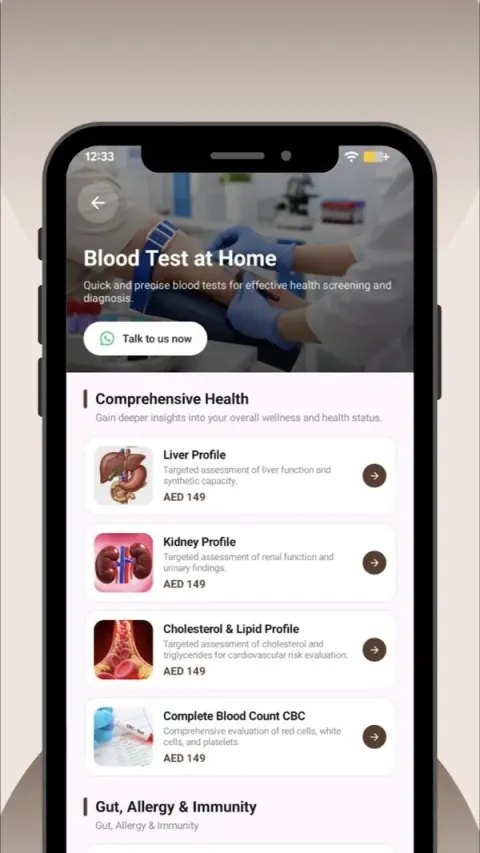 12:33
Blood Test at Home
Quick and precise blood tests for effective health screening and
diagnosis.
Talk to us now
Comprehensive Health
Gain deeper insights into your overall wellness and health status.
Liver Profile
Targeted assessment of liver function and
synthetic capacity.
AED 149
Kidney Profile
Targeted assessment of renal function and
urinary findings.
AED 149
Cholesterol & Lipid Profile
Targeted assessment of cholesterol and
triglycerides for cardiovascular risk evaluation.
AED 149
Complete Blood Count CBC
Comprehensive evaluation of red cells, white
cells, and platelets.
AED 149
Gut, Allergy & Immunity
Gut, Allergy & Immunity